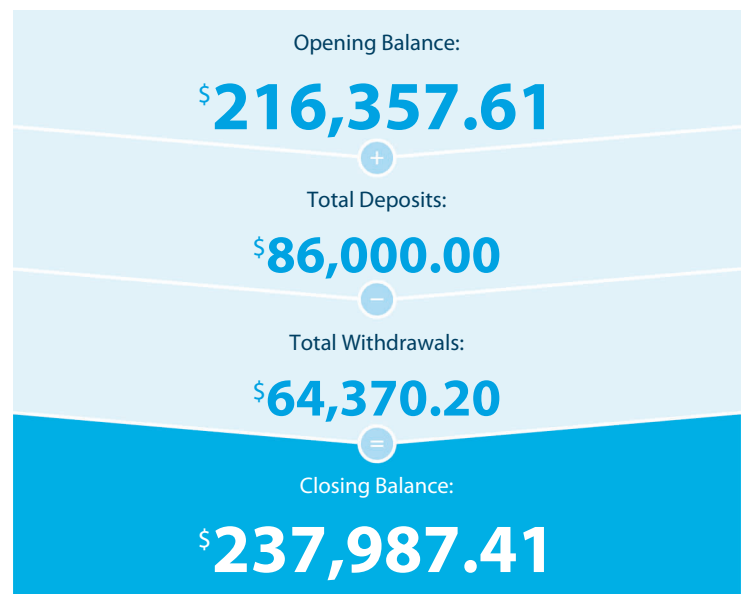 Opening Balance:
$216,357.61
+
Total Deposits:
$86,000.00
−
Total Withdrawals:
$64,370.20
=
Closing Balance:
$237,987.41